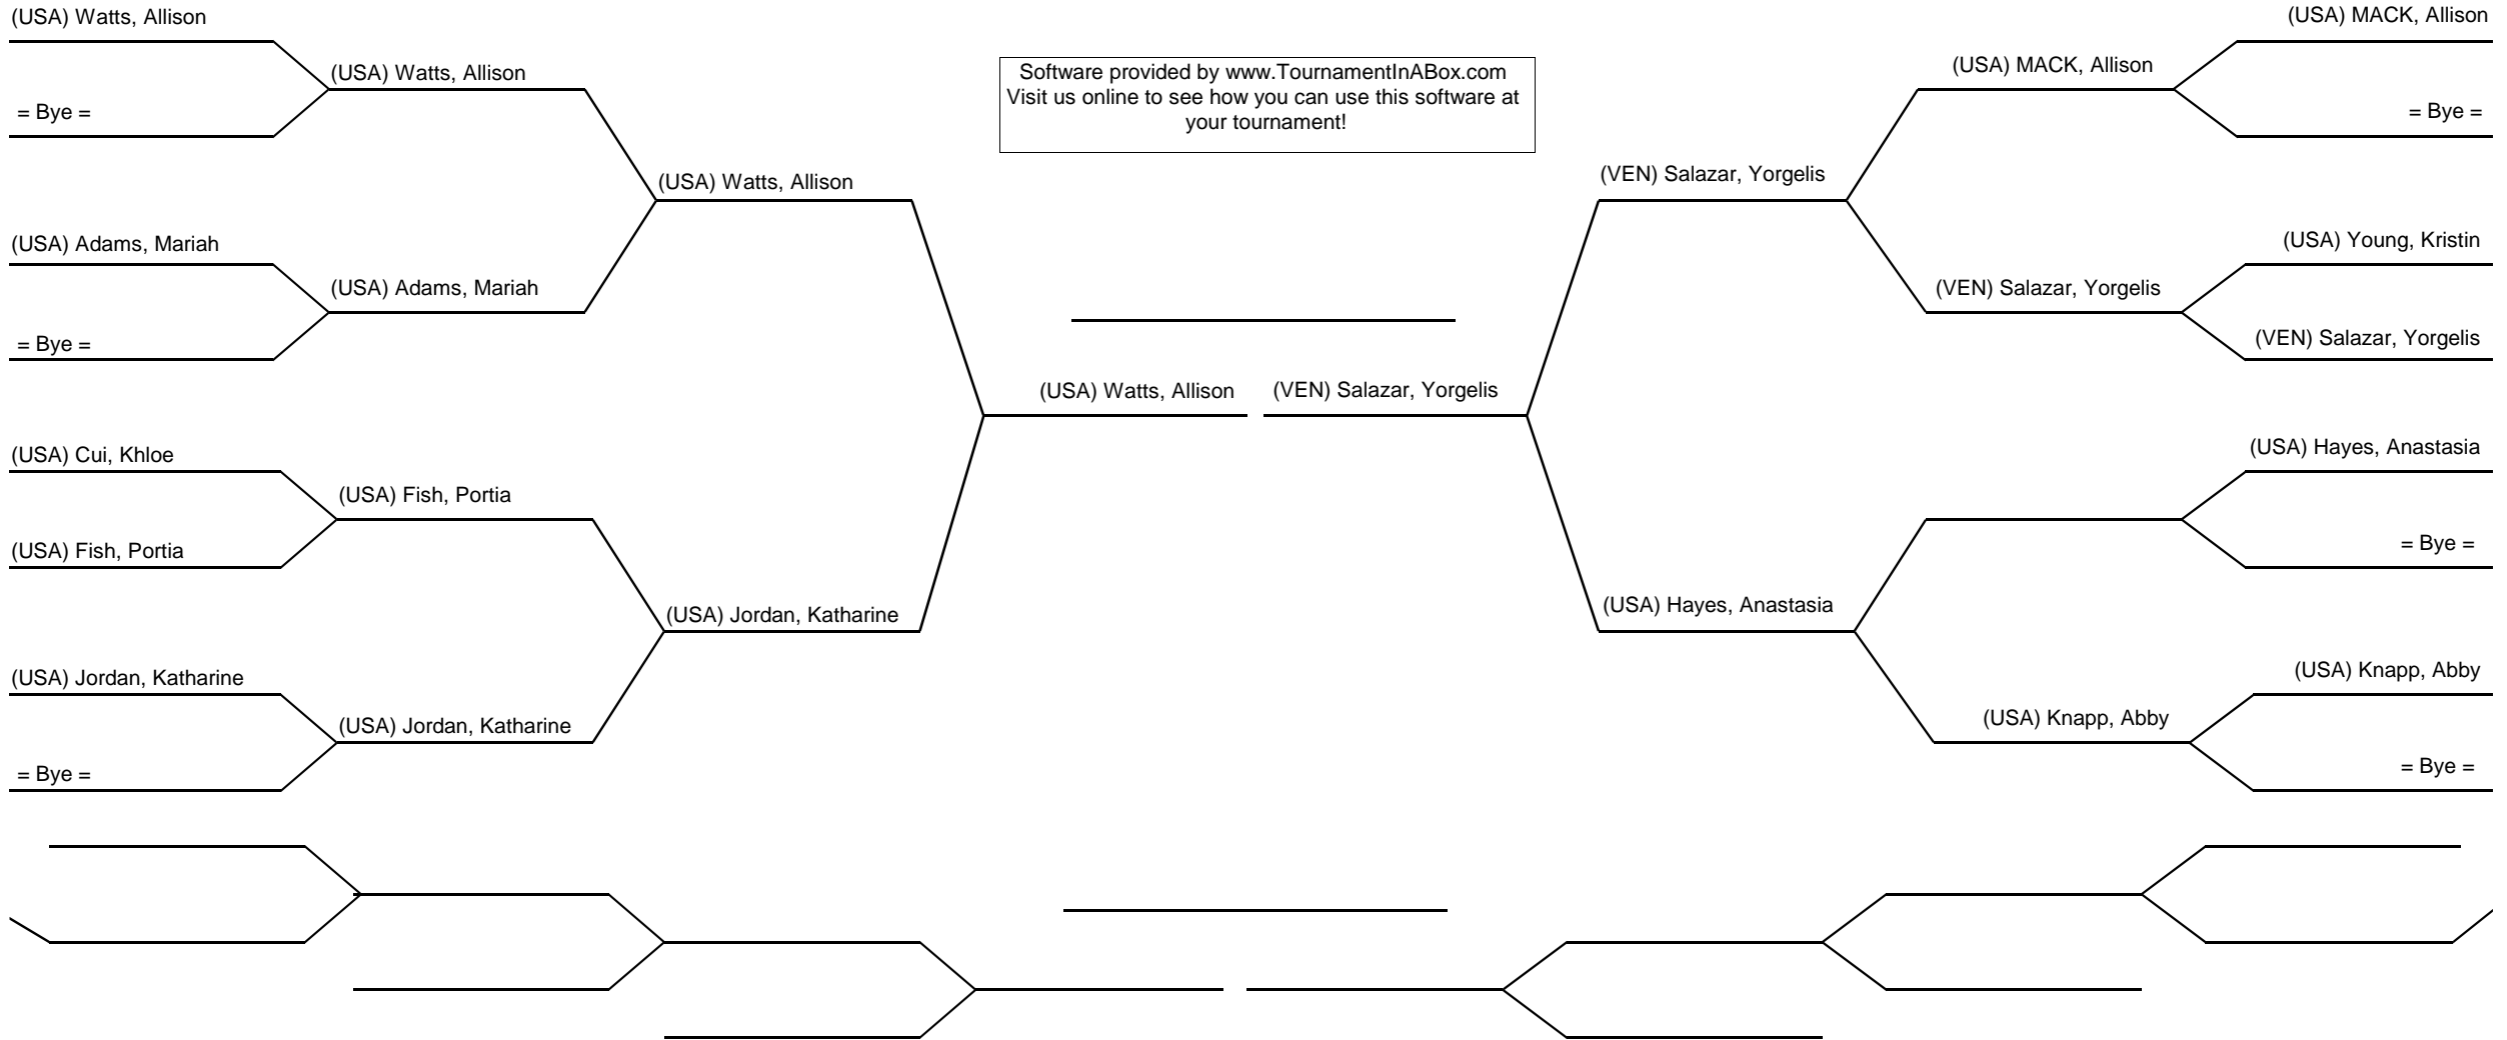 (USA) Watts, Allison
(USA) MACK, Allison
(USA) Watts, Allison
Software provided by www.TournamentInABox.com
Visit us online to see how you can use this software at
your tournament!
(USA) MACK, Allison
= Bye =
= Bye =
(USA) Watts, Allison
(VEN) Salazar, Yorgelis
(USA) Adams, Mariah
(USA) Young, Kristin
(USA) Adams, Mariah
(VEN) Salazar, Yorgelis
= Bye =
(VEN) Salazar, Yorgelis
(USA) Watts, Allison
(VEN) Salazar, Yorgelis
(USA) Cui, Khloe
(USA) Hayes, Anastasia
(USA) Fish, Portia
(USA) Fish, Portia
= Bye =
(USA) Jordan, Katharine
(USA) Hayes, Anastasia
(USA) Jordan, Katharine
(USA) Knapp, Abby
(USA) Jordan, Katharine
(USA) Knapp, Abby
= Bye =
= Bye =